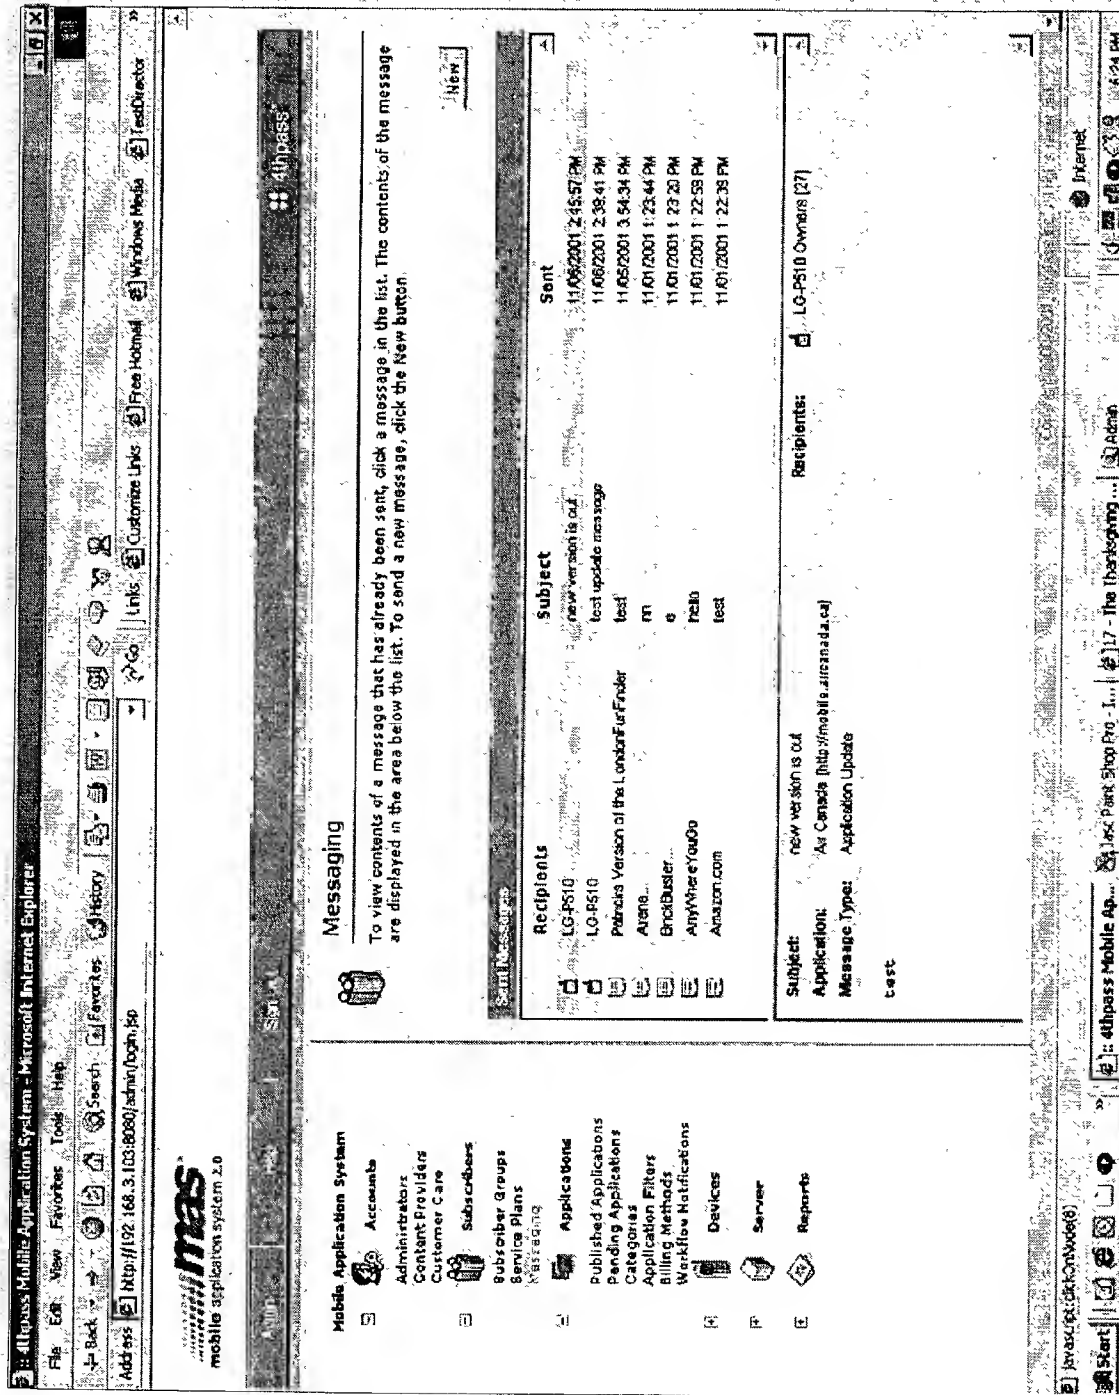 :: 4thpass Mobile Application System - Microsoft Internet Explorer
File Edit View Favorites Tools Help
Back Search Favorites History
Address http://192.168.3.103:8080/admin/login.jsp Go Links Customize Links Free Hotmail Windows Media TestDirector
mas
mobile application system 2.0
4thpass
Mobile Application System
Accounts
Administrators
Content Providers
Customer Care
Subscribers
Subscriber Groups
Service Plans
Messaging
Applications
Published Applications
Pending Applications
Categories
Application Filters
Billing Methods
Workflow Notifications
Devices
Server
Reports
Messaging
To view contents of a message that has already been sent, click a message in the list. The contents of the message
are displayed in the area below the list. To send a new message, click the New button
New
Sent Messages
Recipients Subject Sent
LG-P510 new version is out 11/06/2001 2:45:57 PM
LG-P510 test update message 11/06/2001 2:39:41 PM
Patricks Version of the LondonFunFinder test 11/05/2001 3:54:34 PM
Arena... m 11/01/2001 1:23:44 PM
BrickBuster... e 11/01/2001 1:23:20 PM
AnyWhereYouGo hello 11/01/2001 1:22:59 PM
Amazon.com test 11/01/2001 1:22:39 PM
Subject: new version is out Recipients: LG-P510 Owners [27]
Application: Air Canada [http://mobile.aircanada.ca]
Message Type: Application Update
test
javascript:clickOnNode(6) Internet
Start :: 4thpass Mobile Ap... Jasc Paint Shop Pro - I... 17 - The Thanksgiving ... Admin 4:24 PM